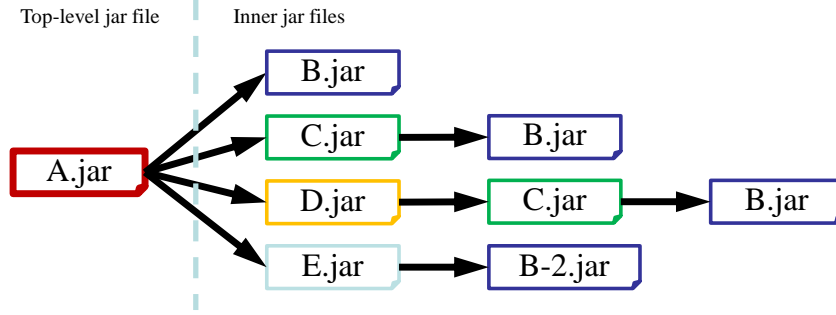 Top-level jar file
Inner jar files
B.jar
C.jar
B.jar
A.jar
D.jar
C.jar
B.jar
E.jar
B-2.jar